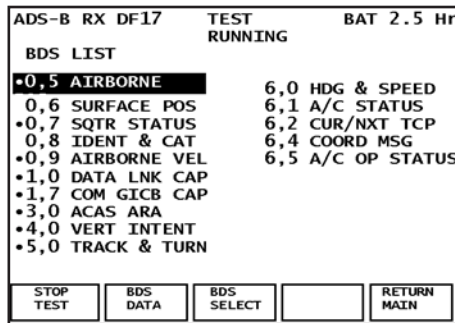 ADS-B RX DF17 TEST BAT 2.5 Hr
RUNNING
BDS LIST
•0,5 AIRBORNE
0,6 SURFACE POS
•0,7 SQTR STATUS
0,8 IDENT & CAT
•0,9 AIRBORNE VEL
•1,0 DATA LNK CAP
•1,7 COM GICB CAP
•3,0 ACAS ARA
•4,0 VERT INTENT
•5,0 TRACK & TURN
6,0 HDG & SPEED
6,1 A/C STATUS
6,2 CUR/NXT TCP
6,4 COORD MSG
6,5 A/C OP STATUS
STOP TEST
BDS DATA
BDS SELECT
RETURN MAIN